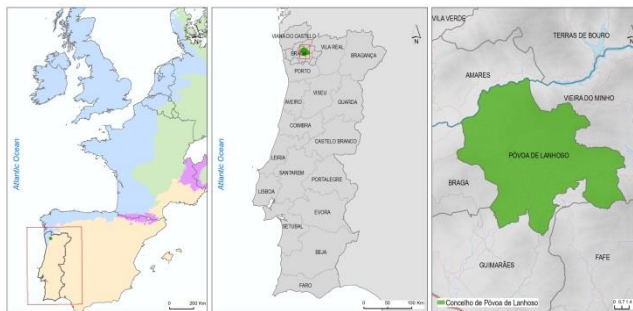 Atlantic Ocean
N
0 200 Km
Atlantic Ocean
N
VIANA DO CASTELO
BRAGA
VILA REAL
BRAGANÇA
PORTO
AVEIRO
VISEU
GUARDA
COIMBRA
CASTELO BRANCO
LEIRIA
SANTAREM
PORTALEGRE
LISBOA
EVORA
SETUBAL
BEJA
FARO
0 50 100 Km
VILA VERDE
N
TERRAS DE BOURO
AMARES
VIEIRA DO MINHO
PÓVOA DE LANHOSO
BRAGA
GUIMARÃES
FAFE
Concelho de Póvoa de Lanhoso